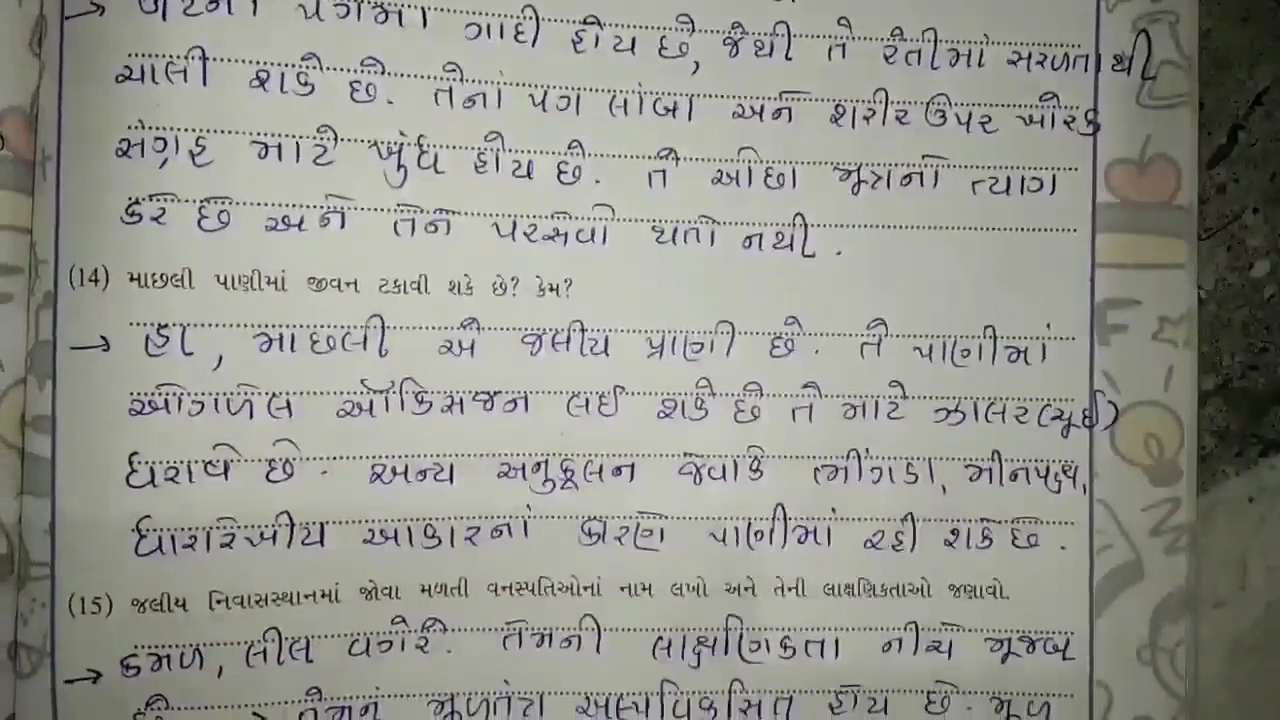 → ઊંટના પગમાં ગાદી હોય છે, જેથી તે રેતીમાં સરળતાથી
ચાલી શકે છે. તેનાં પગ લાંબા અને શરીર ઉપર ખોરક
સંગ્રહ માટે ખુંધ હોય છે. તે ઓછા મૂત્રનો ત્યાગ
કરે છે અને તેને પરસેવો થતો નથી.
(14) માછલી પાણીમાં જીવન ટકાવી શકે છે? કેમ?
→ હા, માછલી એ જલીય પ્રાણી છે. તે પાણીમાં
ઓગળેલ ઓક્સિજન લઈ શકે છે તે માટે ઝાલર(ચૂઈ)
ધરાવે છે. અન્ય અનુકૂલન જેવાકે ભીંગડા, મીનપક્ષ,
ધારારેખીય આકારનાં કારણે પાણીમાં રહી શકે છે.
(15) જલીય નિવાસસ્થાનમાં જોવા મળતી વનસ્પતિઓનાં નામ લખો અને તેની લાક્ષણિકતાઓ જણાવો.
→ કમળ, લીલ વગેરે. તેમની લાક્ષણિકતા નીચે મૂજબ
છે → તેમનું મૂળતંત્ર અલ્પવિકસિત હોય છે. મૂળ